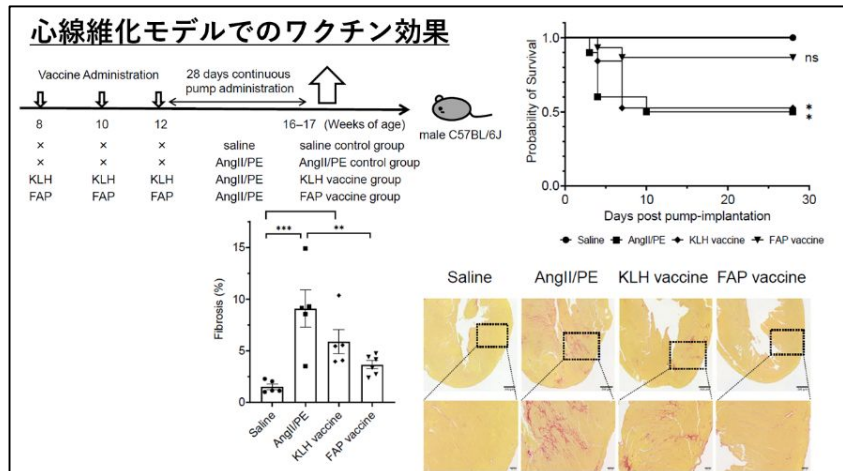 心線維化モデルでのワクチン効果
Vaccine Administration
28 days continuous
pump administration
8 10 12 16–17 (Weeks of age)
male C57BL/6J
× × × saline saline control group
× × × AngII/PE AngII/PE control group
KLH KLH KLH AngII/PE KLH vaccine group
FAP FAP FAP AngII/PE FAP vaccine group
Probability of Survival
1.0
0.5
0.0
0 10 20 30
Days post pump-implantation
ns
*
*
Saline AngII/PE KLH vaccine FAP vaccine
Fibrosis (%)
15
10
5
0
***
**
Saline
AngII/PE
KLH vaccine
FAP vaccine
Saline AngII/PE KLH vaccine FAP vaccine